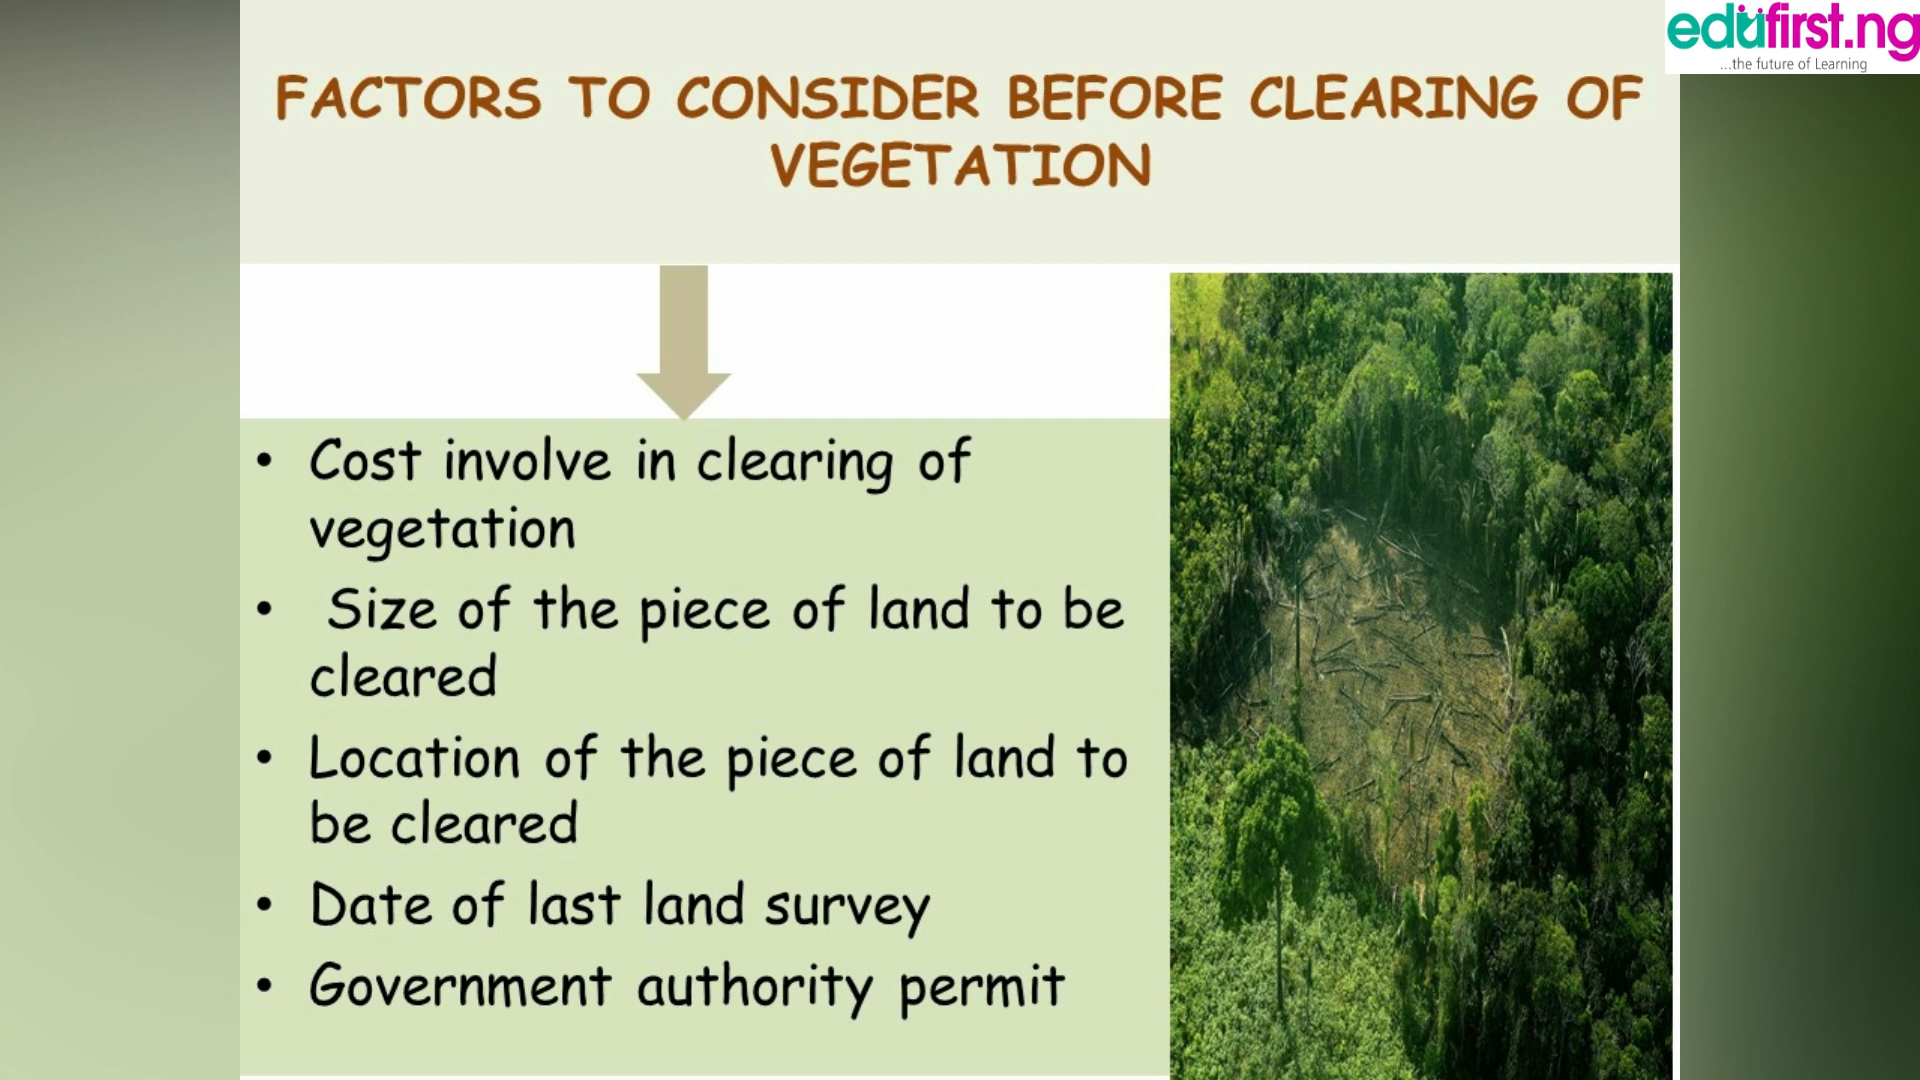 edufirst.ng
...the future of Learning
FACTORS TO CONSIDER BEFORE CLEARING OF
VEGETATION
• Cost involve in clearing of
vegetation
• Size of the piece of land to be
cleared
• Location of the piece of land to
be cleared
• Date of last land survey
• Government authority permit